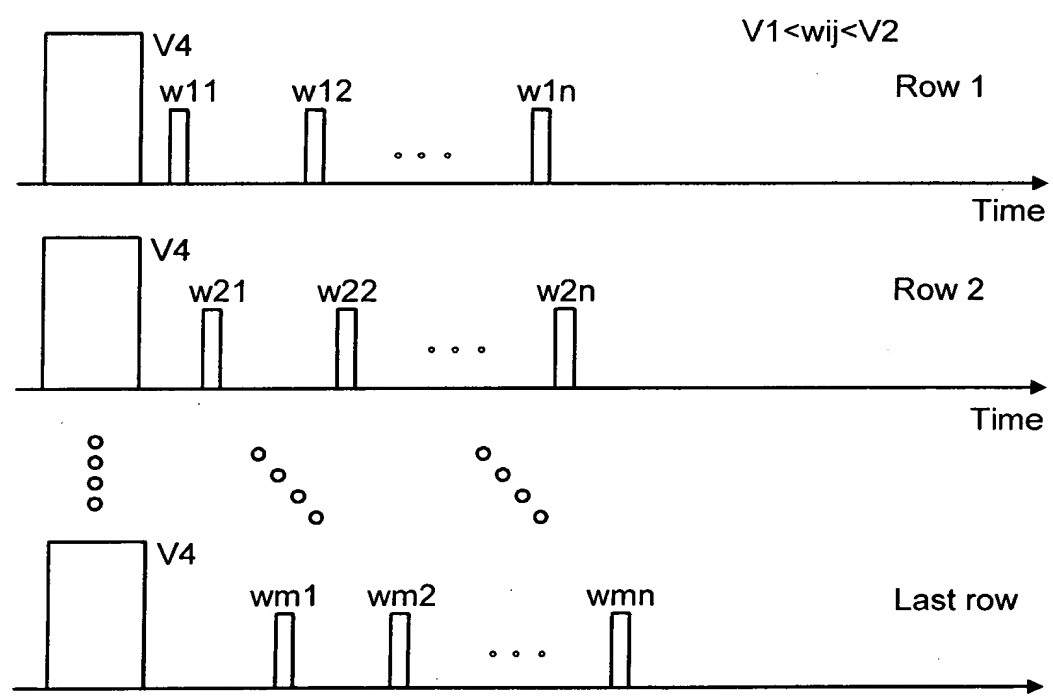 V1<wij<V2
V4
w11 w12 w1n
Row 1
Time
V4
w21 w22 w2n
Row 2
Time
V4
wm1 wm2 wmn
Last row